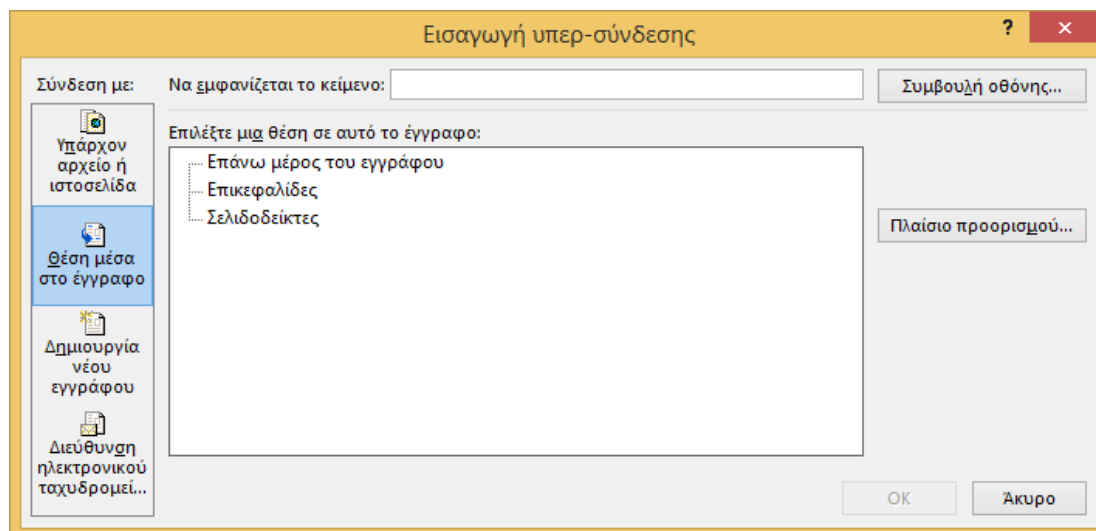 Εισαγωγή υπερ-σύνδεσης
?
Σύνδεση με:
Να εμφανίζεται το κείμενο:
Συμβουλή οθόνης...
Υπάρχον
αρχείο ή
ιστοσελίδα
Θέση μέσα
στο έγγραφο
Δημιουργία
νέου
εγγράφου
Διεύθυνση
ηλεκτρονικού
ταχυδρομεί...
Επιλέξτε μια θέση σε αυτό το έγγραφο:
Επάνω μέρος του εγγράφου
Επικεφαλίδες
Σελιδοδείκτες
Πλαίσιο προορισμού...
OK
Άκυρο